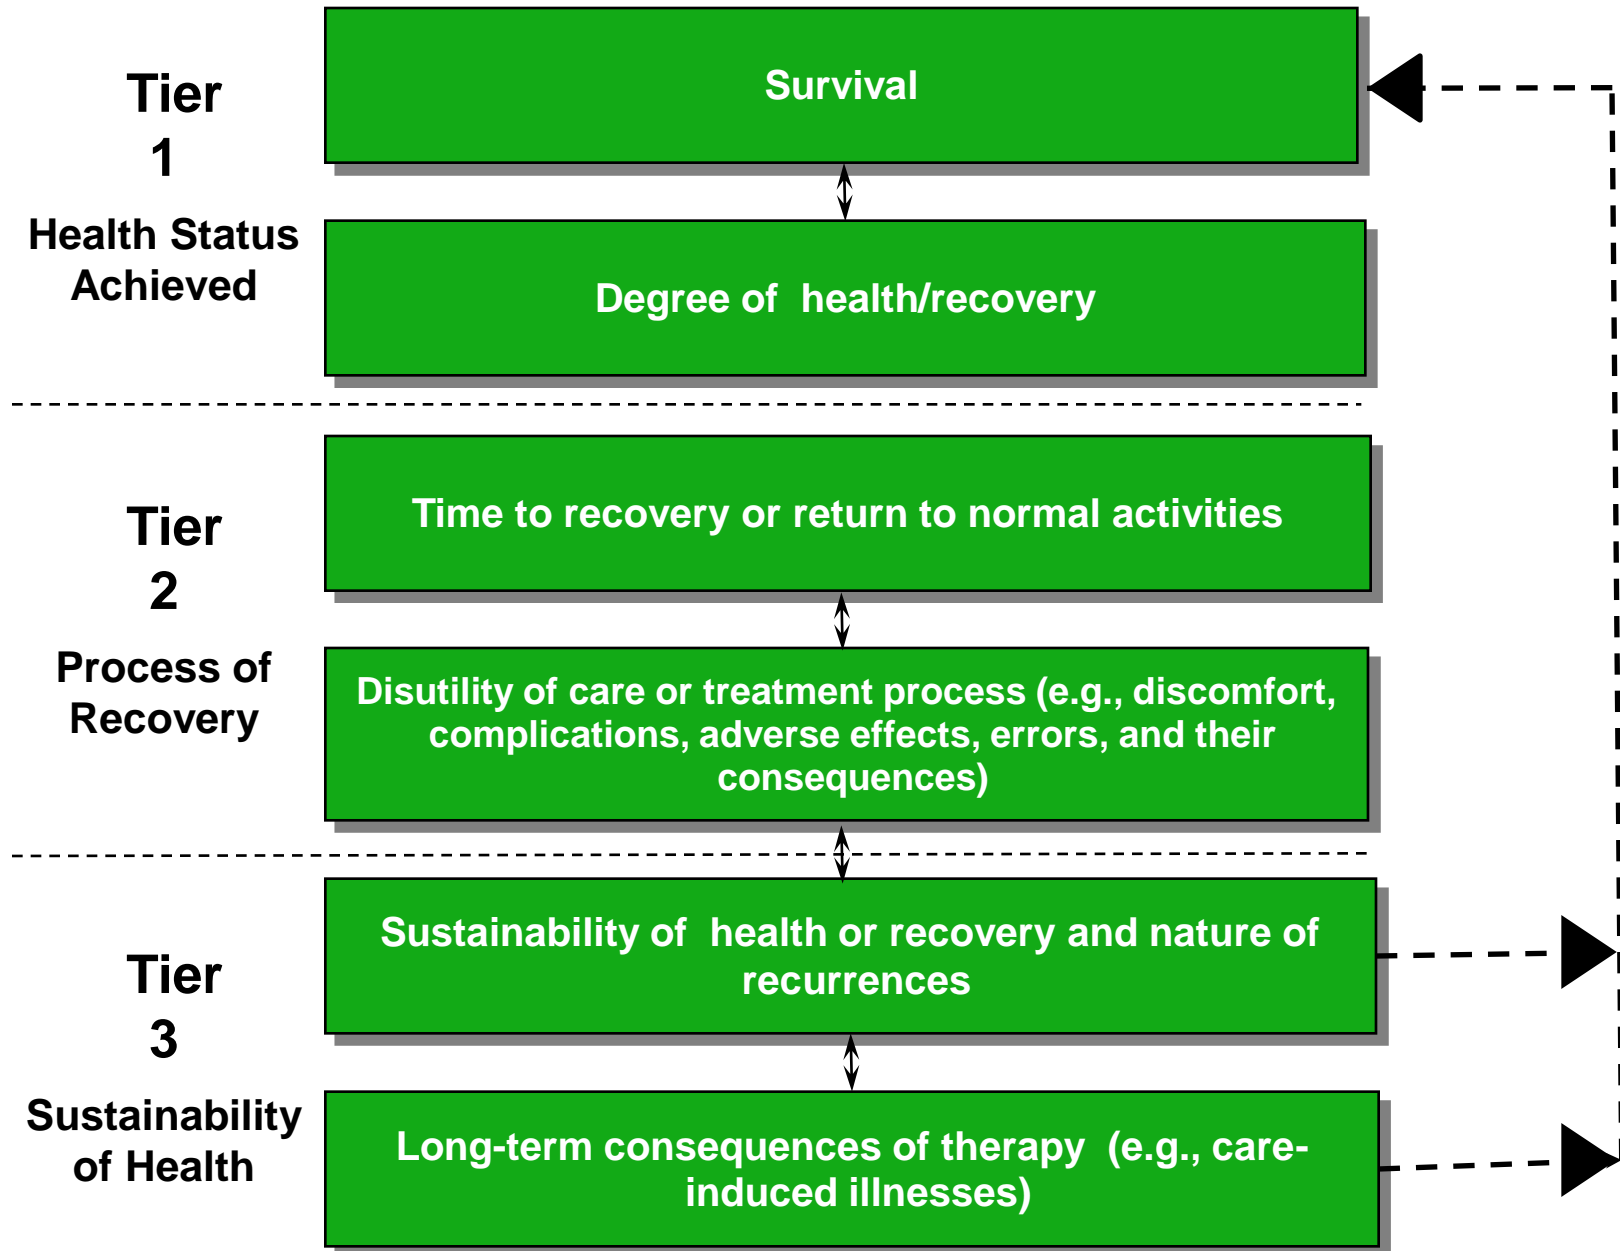 Tier
1
Health Status
Achieved
Survival
Degree of health/recovery
Tier
2
Process of
Recovery
Time to recovery or return to normal activities
Disutility of care or treatment process (e.g., discomfort,
complications, adverse effects, errors, and their
consequences)
Tier
3
Sustainability
of Health
Sustainability of health or recovery and nature of
recurrences
Long-term consequences of therapy (e.g., care-
induced illnesses)